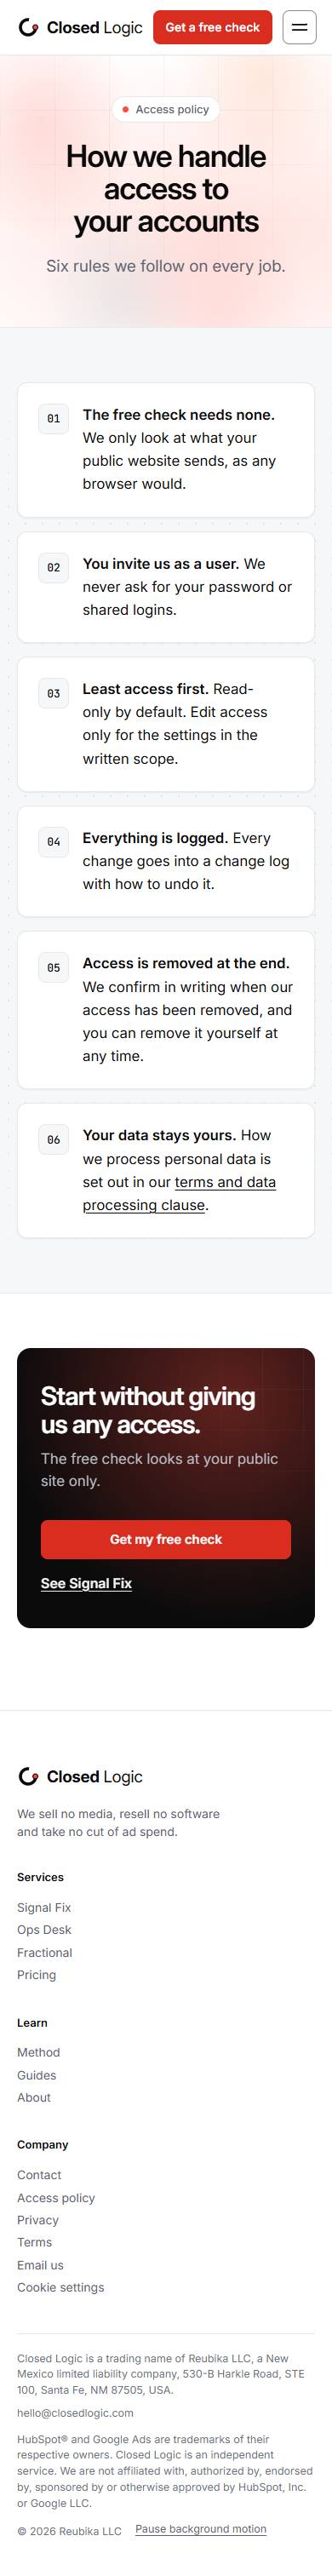 Closed Logic
Get a free check
Access policy
How we handle
access to
your accounts
Six rules we follow on every job.
01
The free check needs none.
We only look at what your
public website sends, as any
browser would.
02
You invite us as a user. We
never ask for your password or
shared logins.
03
Least access first. Read-
only by default. Edit access
only for the settings in the
written scope.
04
Everything is logged. Every
change goes into a change log
with how to undo it.
05
Access is removed at the end.
We confirm in writing when our
access has been removed, and
you can remove it yourself at
any time.
06
Your data stays yours. How
we process personal data is
set out in our terms and data
processing clause.
Start without giving
us any access.
The free check looks at your public
site only.
Get my free check
See Signal Fix
Closed Logic
We sell no media, resell no software
and take no cut of ad spend.
Services
Signal Fix
Ops Desk
Fractional
Pricing
Learn
Method
Guides
About
Company
Contact
Access policy
Privacy
Terms
Email us
Cookie settings
Closed Logic is a trading name of Reubika LLC, a New
Mexico limited liability company, 530-B Harkle Road, STE
100, Santa Fe, NM 87505, USA.
hello@closedlogic.com
HubSpot® and Google Ads are trademarks of their
respective owners. Closed Logic is an independent
service. We are not affiliated with, authorized by, endorsed
by, sponsored by or otherwise approved by HubSpot, Inc.
or Google LLC.
© 2026 Reubika LLC Pause background motion